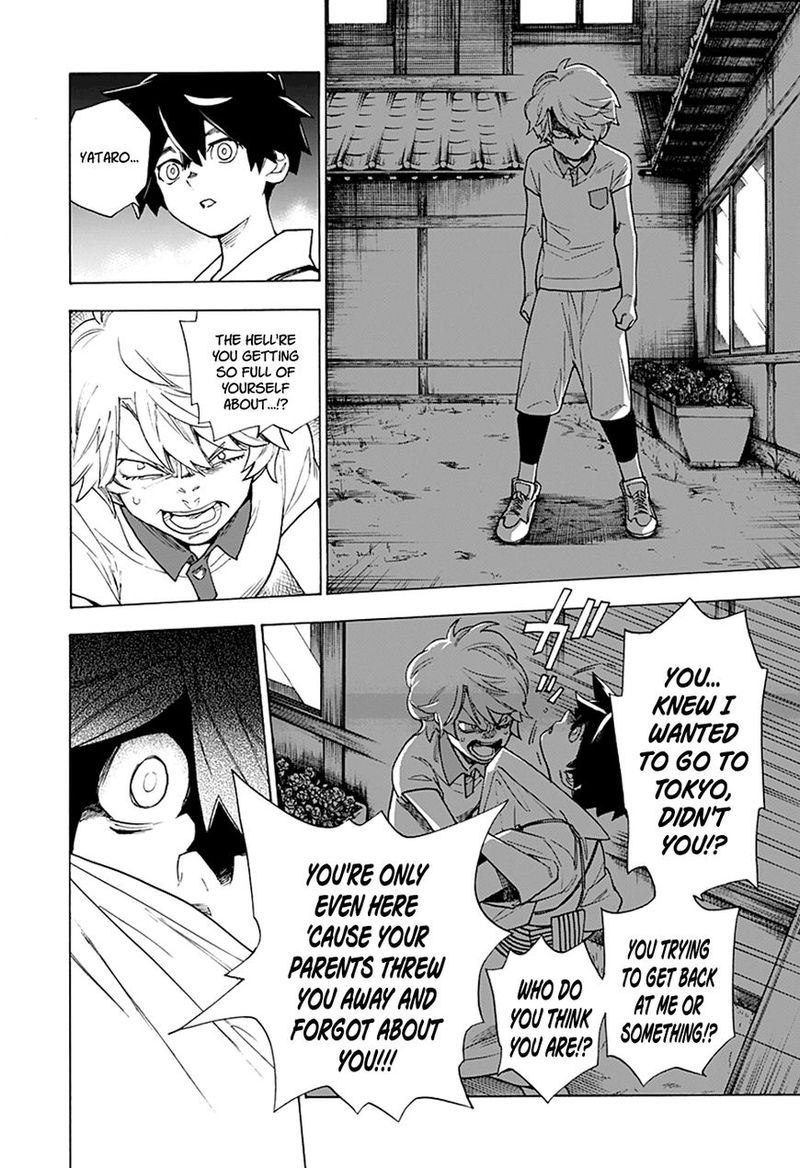 YATARO...
THE HELL'RE
YOU GETTING
SO FULL OF
YOURSELF
ABOUT...!?
YOU...
KNEW I
WANTED
TO GO TO
TOKYO,
DIDN'T
YOU!?
ガッ
YOU TRYING
TO GET BACK
AT ME OR
SOMETHING!?
WHO DO
YOU THINK
YOU ARE!?
YOU'RE ONLY
EVEN HERE
'CAUSE YOUR
PARENTS THREW
YOU AWAY AND
FORGOT ABOUT
YOU!!!